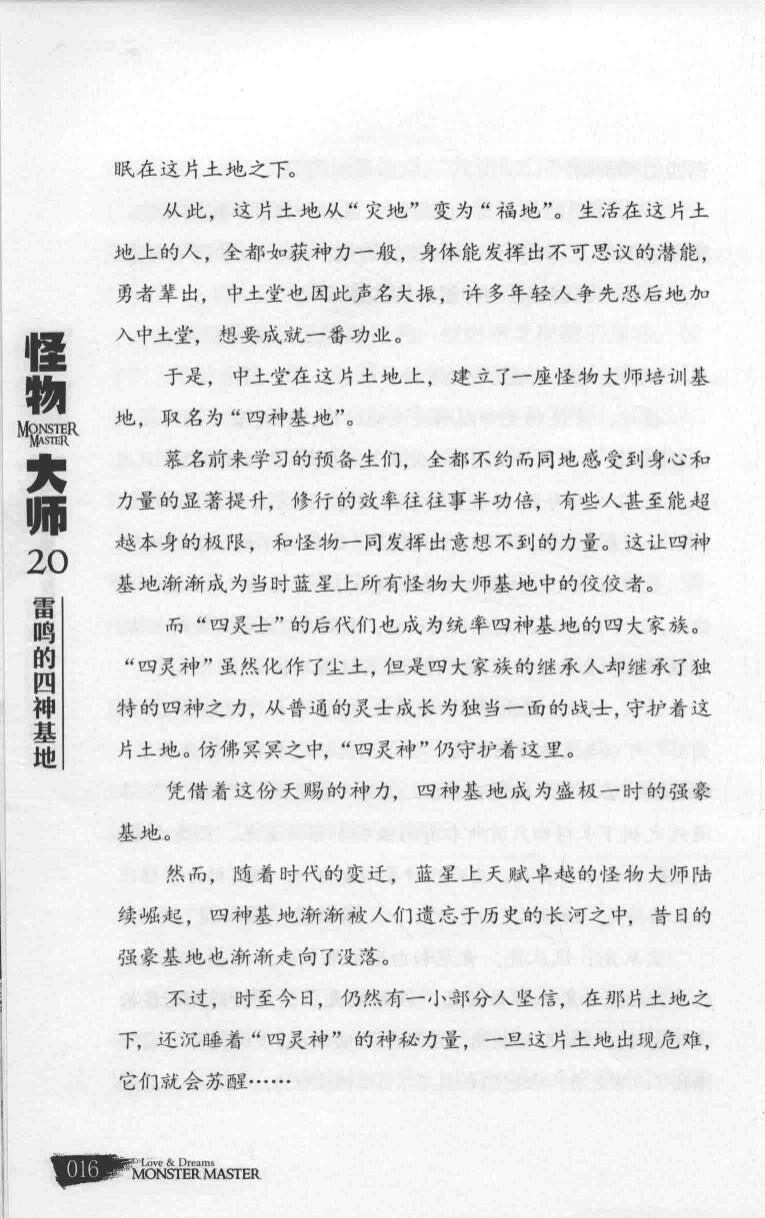 眠在这片土地之下。
从此，这片土地从“灾地”变为“福地”。生活在这片土
地上的人，全都如获神力一般，身体能发挥出不可思议的潜能，
勇者辈出，中土堂也因此声名大振，许多年轻人争先恐后地加
入中土堂，想要成就一番功业。
于是，中土堂在这片土地上，建立了一座怪物大师培训基
地，取名为“四神基地”。
慕名前来学习的预备生们，全都不约而同地感受到身心和
力量的显著提升，修行的效率往往事半功倍，有些人甚至能超
越本身的极限，和怪物一同发挥出意想不到的力量。这让四神
基地渐渐成为当时蓝星上所有怪物大师基地中的佼佼者。
而“四灵士”的后代们也成为统率四神基地的四大家族。
“四灵神”虽然化作了尘土，但是四大家族的继承人却继承了独
特的四神之力，从普通的灵士成长为独当一面的战士，守护着这
片土地。仿佛冥冥之中，“四灵神”仍守护着这里。
凭借着这份天赐的神力，四神基地成为盛极一时的强豪
基地。
然而，随着时代的变迁，蓝星上天赋卓越的怪物大师陆
续崛起，四神基地渐渐被人们遗忘于历史的长河之中，昔日的
强豪基地也渐渐走向了没落。
不过，时至今日，仍然有一小部分人坚信，在那片土地之
下，还沉睡着“四灵神”的神秘力量，一旦这片土地出现危难，
它们就会苏醒……
怪物
MONSTER
MASTER
大师
20
雷鸣的四神基地
016
Love & Dreams
MONSTER MASTER